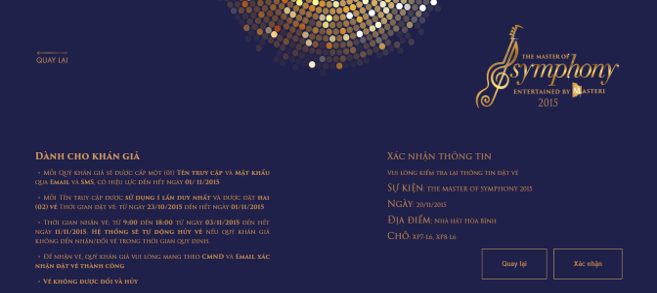 QUAY LẠI
THE MASTER OF
Symphony
ENTERTAINED BY MASTERI
2015
DÀNH CHO KHÁN GIẢ
• MỖI QUÝ KHÁN GIẢ SẼ ĐƯỢC CẤP MỘT (01) TÊN TRUY CẬP VÀ MẬT KHẨU
QUA EMAIL VÀ SMS, CÓ HIỆU LỰC ĐẾN HẾT NGÀY 01/ 11/2015
• MỖI TÊN TRUY CẬP ĐƯỢC SỬ DỤNG 1 LẦN DUY NHẤT VÀ ĐƯỢC ĐẶT HAI
(02) VÉ THỜI GIAN ĐẶT VÉ: TỪ NGÀY 23/10/2015 ĐẾN HẾT NGÀY 01/11/2015
• THỜI GIAN NHẬN VÉ: TỪ 9:00 ĐẾN 18:00 TỪ NGÀY 03/11/2015 ĐẾN HẾT
NGÀY 11/11/2015. HỆ THỐNG SẼ TỰ ĐỘNG HỦY VÉ NẾU QUÝ KHÁN GIẢ
KHÔNG ĐẾN NHẬN/ĐỔI VÉ TRONG THỜI GIAN QUY ĐỊNH.
• ĐỂ NHẬN VÉ, QUÝ KHÁN GIẢ VUI LÒNG MANG THEO CMND VÀ EMAIL XÁC
NHẬN ĐẶT VÉ THÀNH CÔNG
• VÉ KHÔNG ĐƯỢC ĐỔI VÀ HỦY
XÁC NHẬN THÔNG TIN
VUI LÒNG KIỂM TRA LẠI THÔNG TIN ĐẶT VÉ
SỰ KIỆN: THE MASTER OF SYMPHONY 2015
NGÀY: 20/11/2015
ĐỊA ĐIỂM: NHÀ HÁT HÒA BÌNH
CHỖ: XP7-L6, XP8-L6
Quay lại
Xác nhận